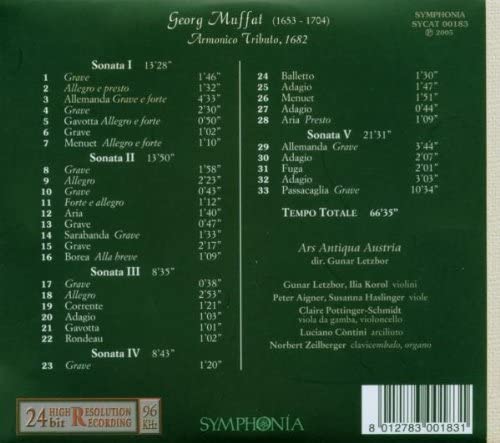 Georg Muffat (1653 - 1704)
Armonico Tributo, 1682
SYMPHONIA
SYCAT 00183
℗ 2005
Sonata I 13'28"
1 Grave 1'46"
2 Allegro e presto 1'32"
3 Allemanda Grave e forte 4'33"
4 Grave 2'30"
5 Gavotta Allegro e forte 0'50"
6 Grave 1'02"
7 Menuet Allegro e forte 1'10"
Sonata II 13'50"
8 Grave 1'58"
9 Allegro 2'23"
10 Grave 0'43"
11 Forte e allegro 1'12"
12 Aria 1'40"
13 Grave 0'47"
14 Sarabanda Grave 1'33"
15 Grave 2'17"
16 Borea Alla breve 1'09"
Sonata III 8'35"
17 Grave 0'38"
18 Allegro 2'53"
19 Corrente 1'21"
20 Adagio 1'03"
21 Gavotta 1'01"
22 Rondeau 1'02"
Sonata IV 8'43"
23 Grave 1'20"
24 Balletto 1'30"
25 Adagio 1'47"
26 Menuet 1'51"
27 Adagio 0'44"
28 Aria Presto 1'09"
Sonata V 21'31"
29 Allemanda Grave 3'44"
30 Adagio 2'07"
31 Fuga 2'01"
32 Adagio 3'03"
33 Passacaglia Grave 10'34"
TEMPO TOTALE 66'35"
Ars Antiqua Austria
dir. Gunar Letzbor
Gunar Letzbor, Ilia Korol violini
Peter Aigner, Susanna Haslinger viole
Claire Pottinger-Schmidt
viola da gamba, violoncello
Luciano Còntini arciliuto
Norbert Zeilberger clavicembalo, organo
24 bit HIGH RESOLUTION RECORDING 96 KHz
SYMPHONÍA
8 012783 001831